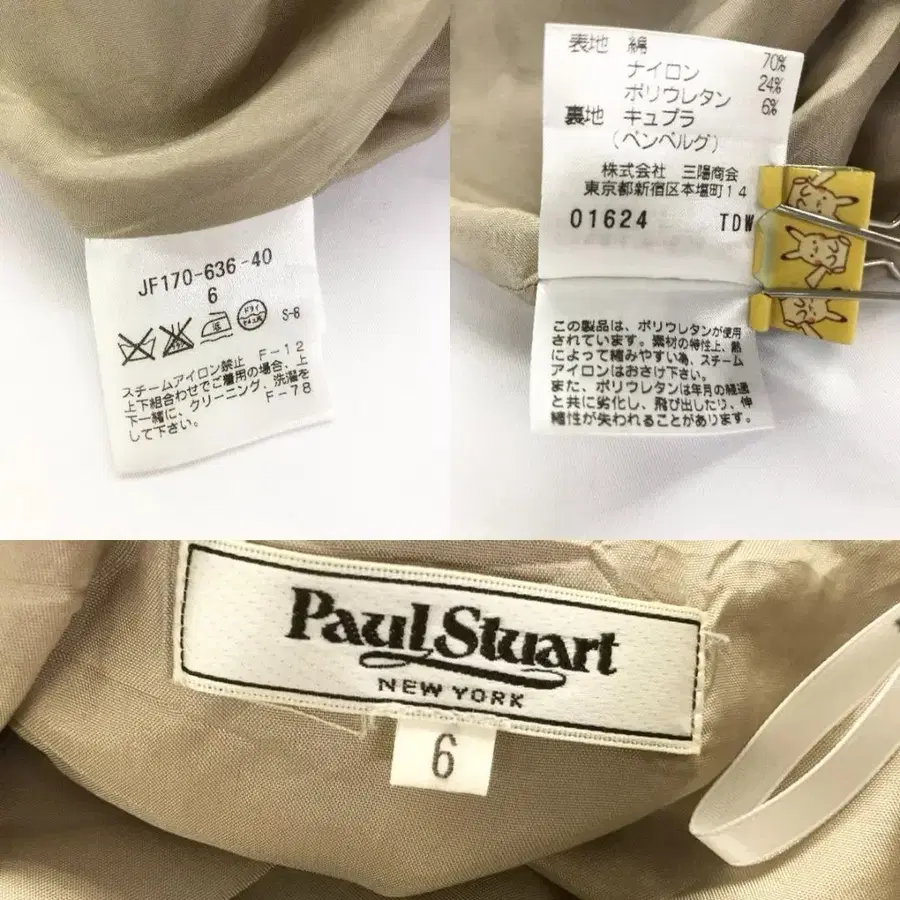 JF170-636-40
6
ドライ
S-8
スチームアイロン禁止 F-12
上下組合わせでご着用の場合、上
下一緒に、クリーニング、洗濯を
して下さい。 F-78
表地 綿 70%
ナイロン 24%
ポリウレタン 6%
裏地 キュプラ
(ベンベルグ)
株式会社 三陽商会
東京都新宿区本塩町14
01624 TDW
この製品は、ポリウレタンが使用
されています。素材の特性上、熱
によって縮みやすい為、スチーム
アイロンはおさけ下さい。
また、ポリウレタンは年月の経過
と共に劣化し、飛び出したり、伸
縮性が失われることがあります。
Paul Stuart
NEW YORK
6